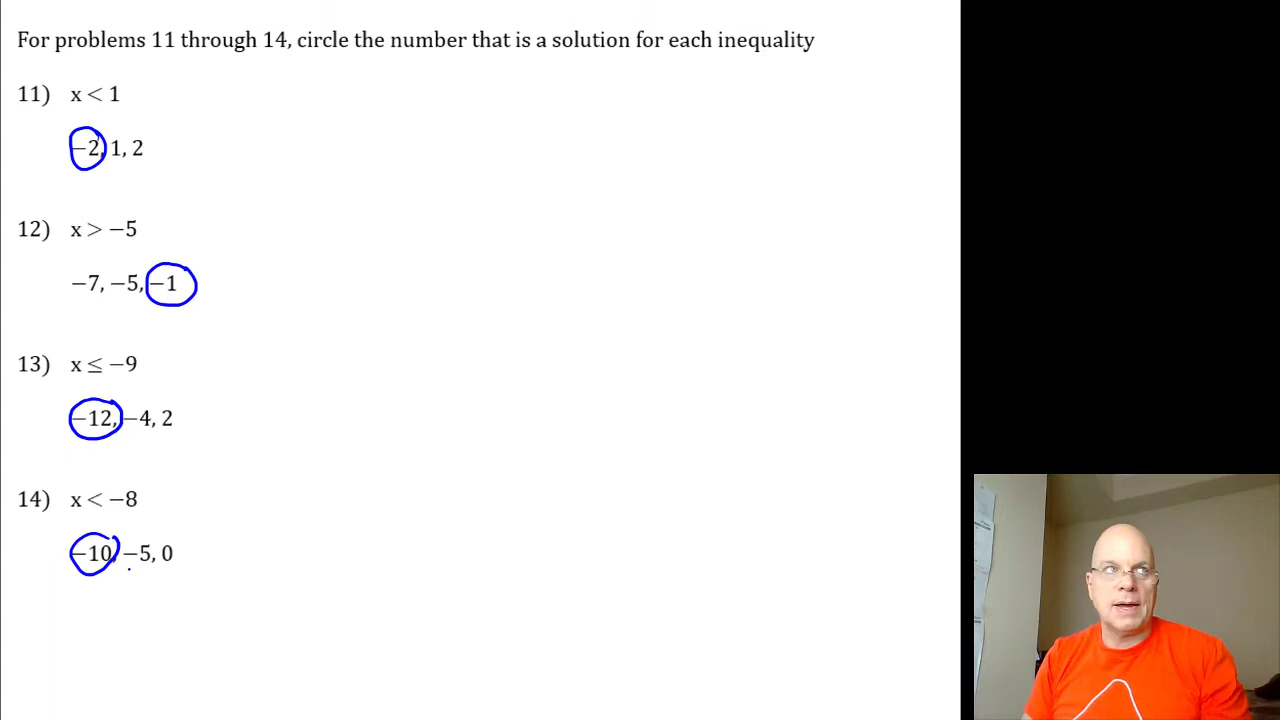 For problems 11 through 14, circle the number that is a solution for each inequality
11) x < 1
−2, 1, 2
12) x > −5
−7, −5, −1
13) x ≤ −9
−12, −4, 2
14) x < −8
−10, −5, 0